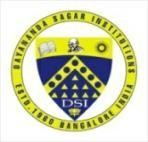 DAYANANDA SAGAR INSTITUTIONS
DSI
ESTD.1960 BANGALORE INDIA